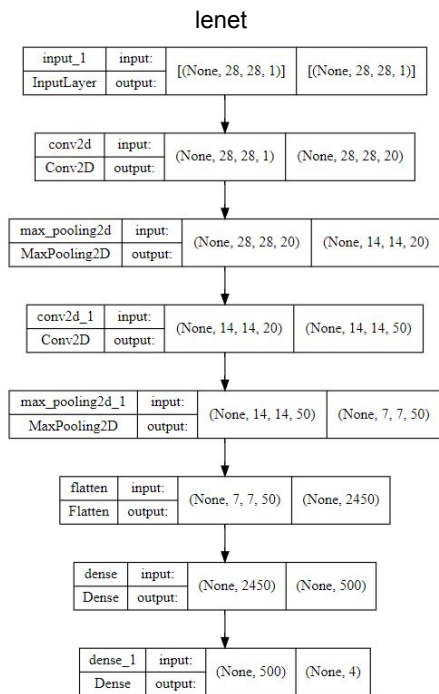 lenet
input_1 input: [(None, 28, 28, 1)] [(None, 28, 28, 1)]
InputLayer output:
conv2d input: (None, 28, 28, 1) (None, 28, 28, 20)
Conv2D output:
max_pooling2d input: (None, 28, 28, 20) (None, 14, 14, 20)
MaxPooling2D output:
conv2d_1 input: (None, 14, 14, 20) (None, 14, 14, 50)
Conv2D output:
max_pooling2d_1 input: (None, 14, 14, 50) (None, 7, 7, 50)
MaxPooling2D output:
flatten input: (None, 7, 7, 50) (None, 2450)
Flatten output:
dense input: (None, 2450) (None, 500)
Dense output:
dense_1 input: (None, 500) (None, 4)
Dense output: